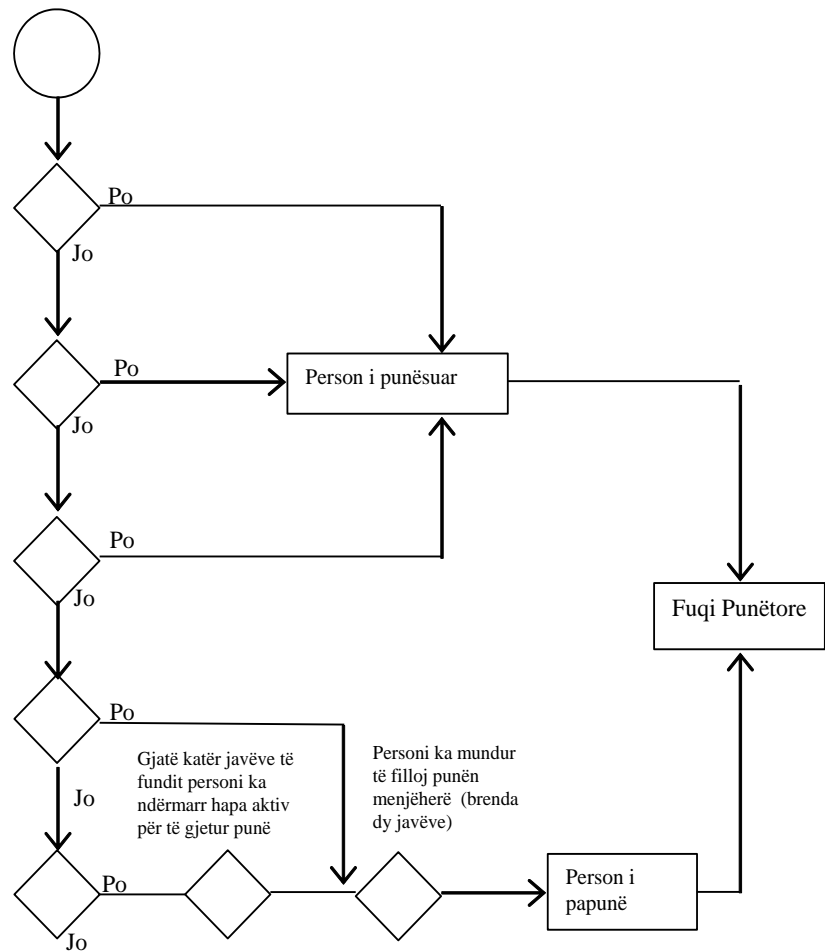 Po
Jo
Po
Person i punësuar
Jo
Po
Jo
Fuqi Punëtore
Po
Gjatë katër javëve të
fundit personi ka
ndërmarr hapa aktiv
për të gjetur punë
Personi ka mundur
të filloj punën
menjëherë (brenda
dy javëve)
Jo
Po
Person i
papunë
Jo